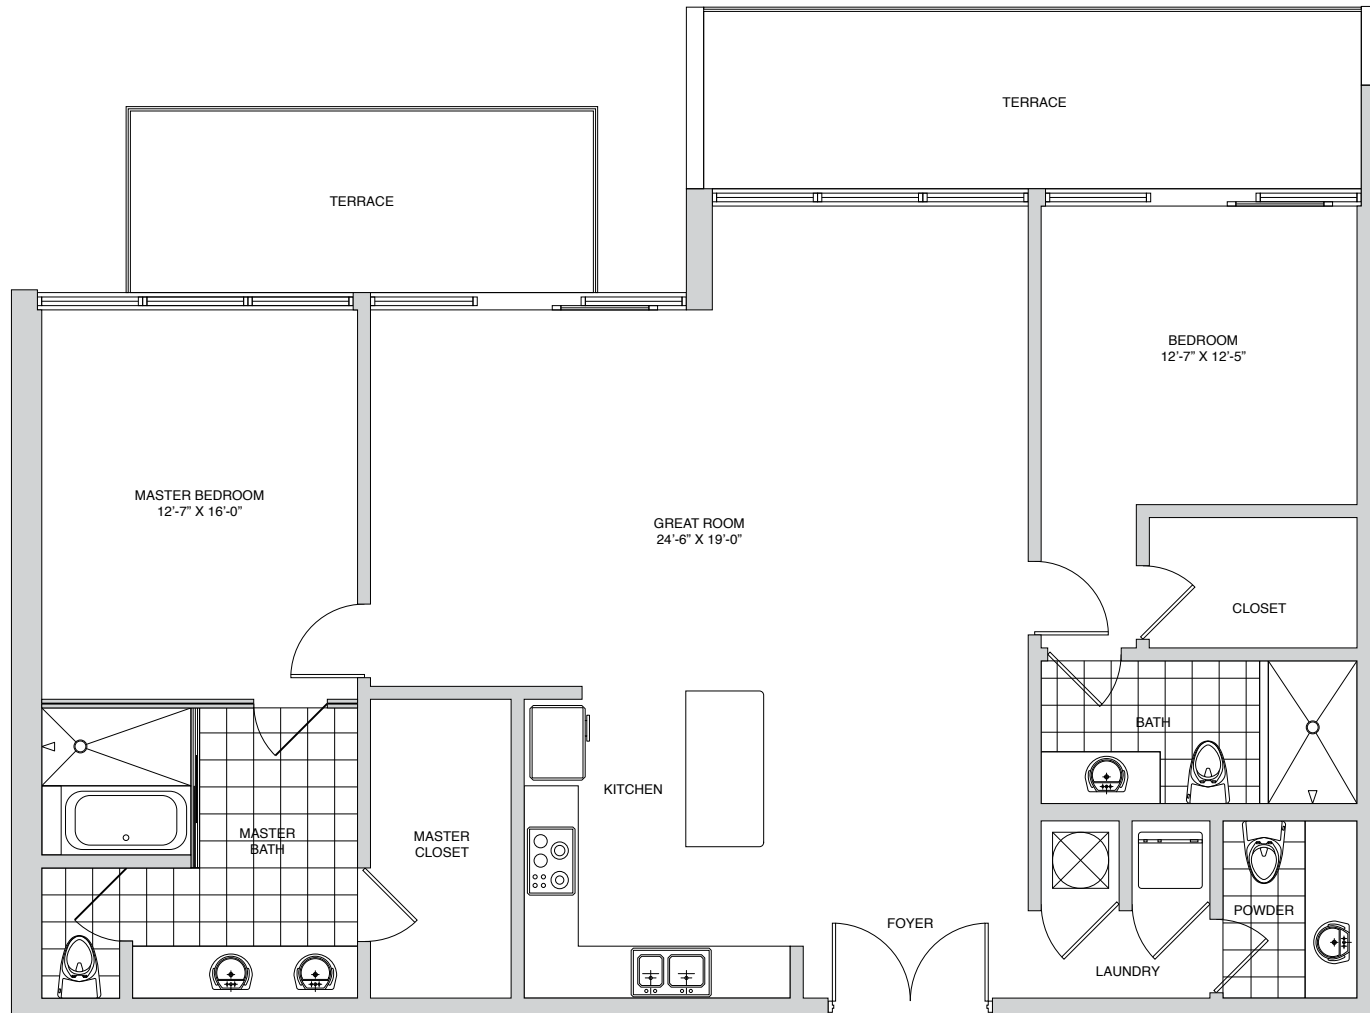 TERRACE
TERRACE
BEDROOM
12'-7" X 12'-5"
MASTER BEDROOM
12'-7" X 16'-0"
GREAT ROOM
24'-6" X 19'-0"
CLOSET
BATH
KITCHEN
MASTER
BATH
MASTER
CLOSET
POWDER
FOYER
LAUNDRY